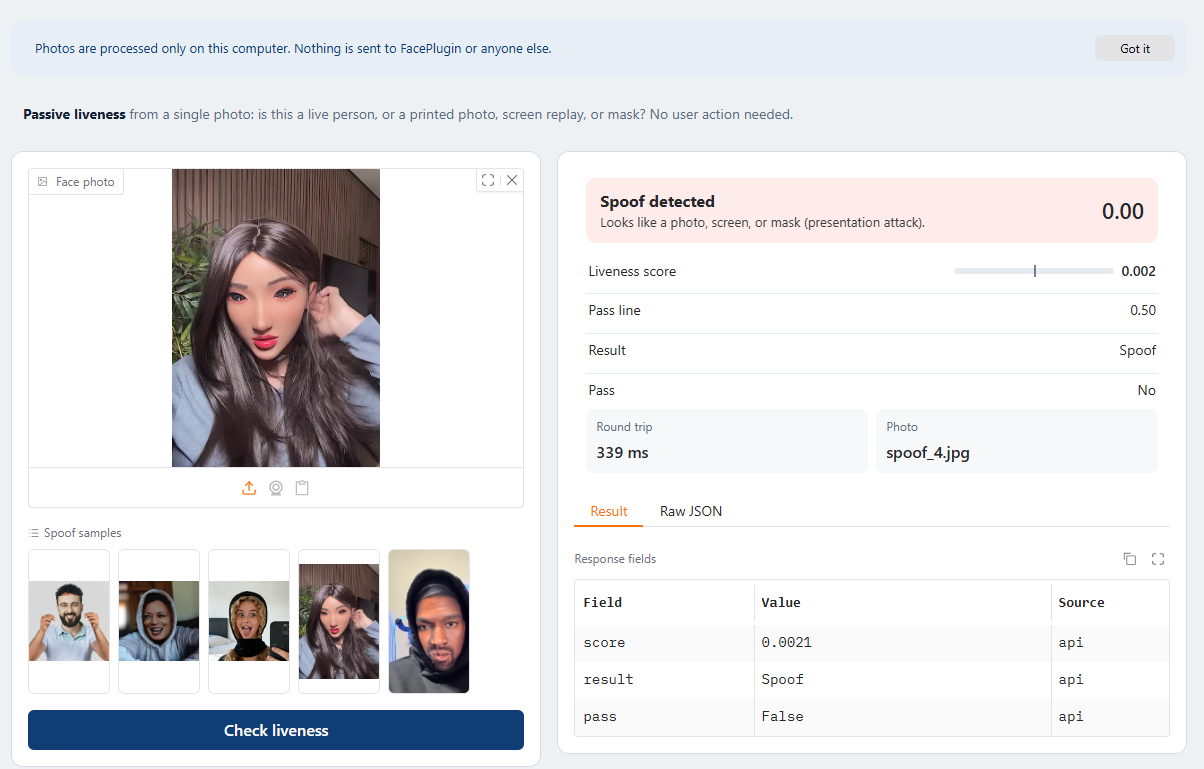 Photos are processed only on this computer. Nothing is sent to FacePlugin or anyone else.
Got it
Passive liveness from a single photo: is this a live person, or a printed photo, screen replay, or mask? No user action needed.
Face photo
Spoof samples
Check liveness
Spoof detected
Looks like a photo, screen, or mask (presentation attack).
0.00
Liveness score 0.002
Pass line 0.50
Result Spoof
Pass No
Round trip
339 ms
Photo
spoof_4.jpg
Result Raw JSON
Response fields
Field Value Source
score 0.0021 api
result Spoof api
pass False api